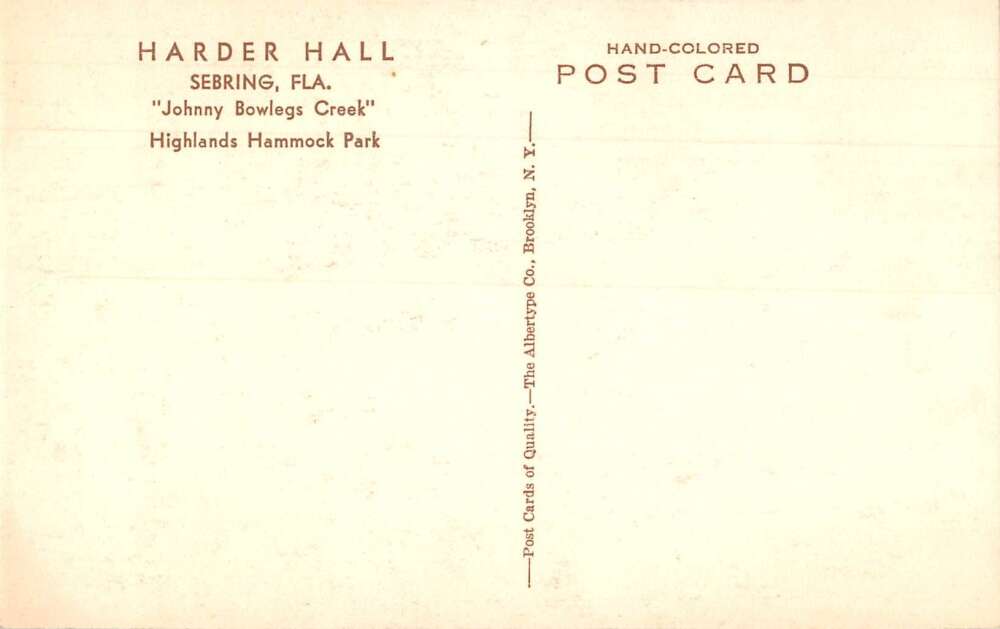 HARDER HALL
SEBRING, FLA.
"Johnny Bowlegs Creek"
Highlands Hammock Park
HAND-COLORED
POST CARD
—Post Cards of Quality.—The Albertype Co., Brooklyn, N. Y.—